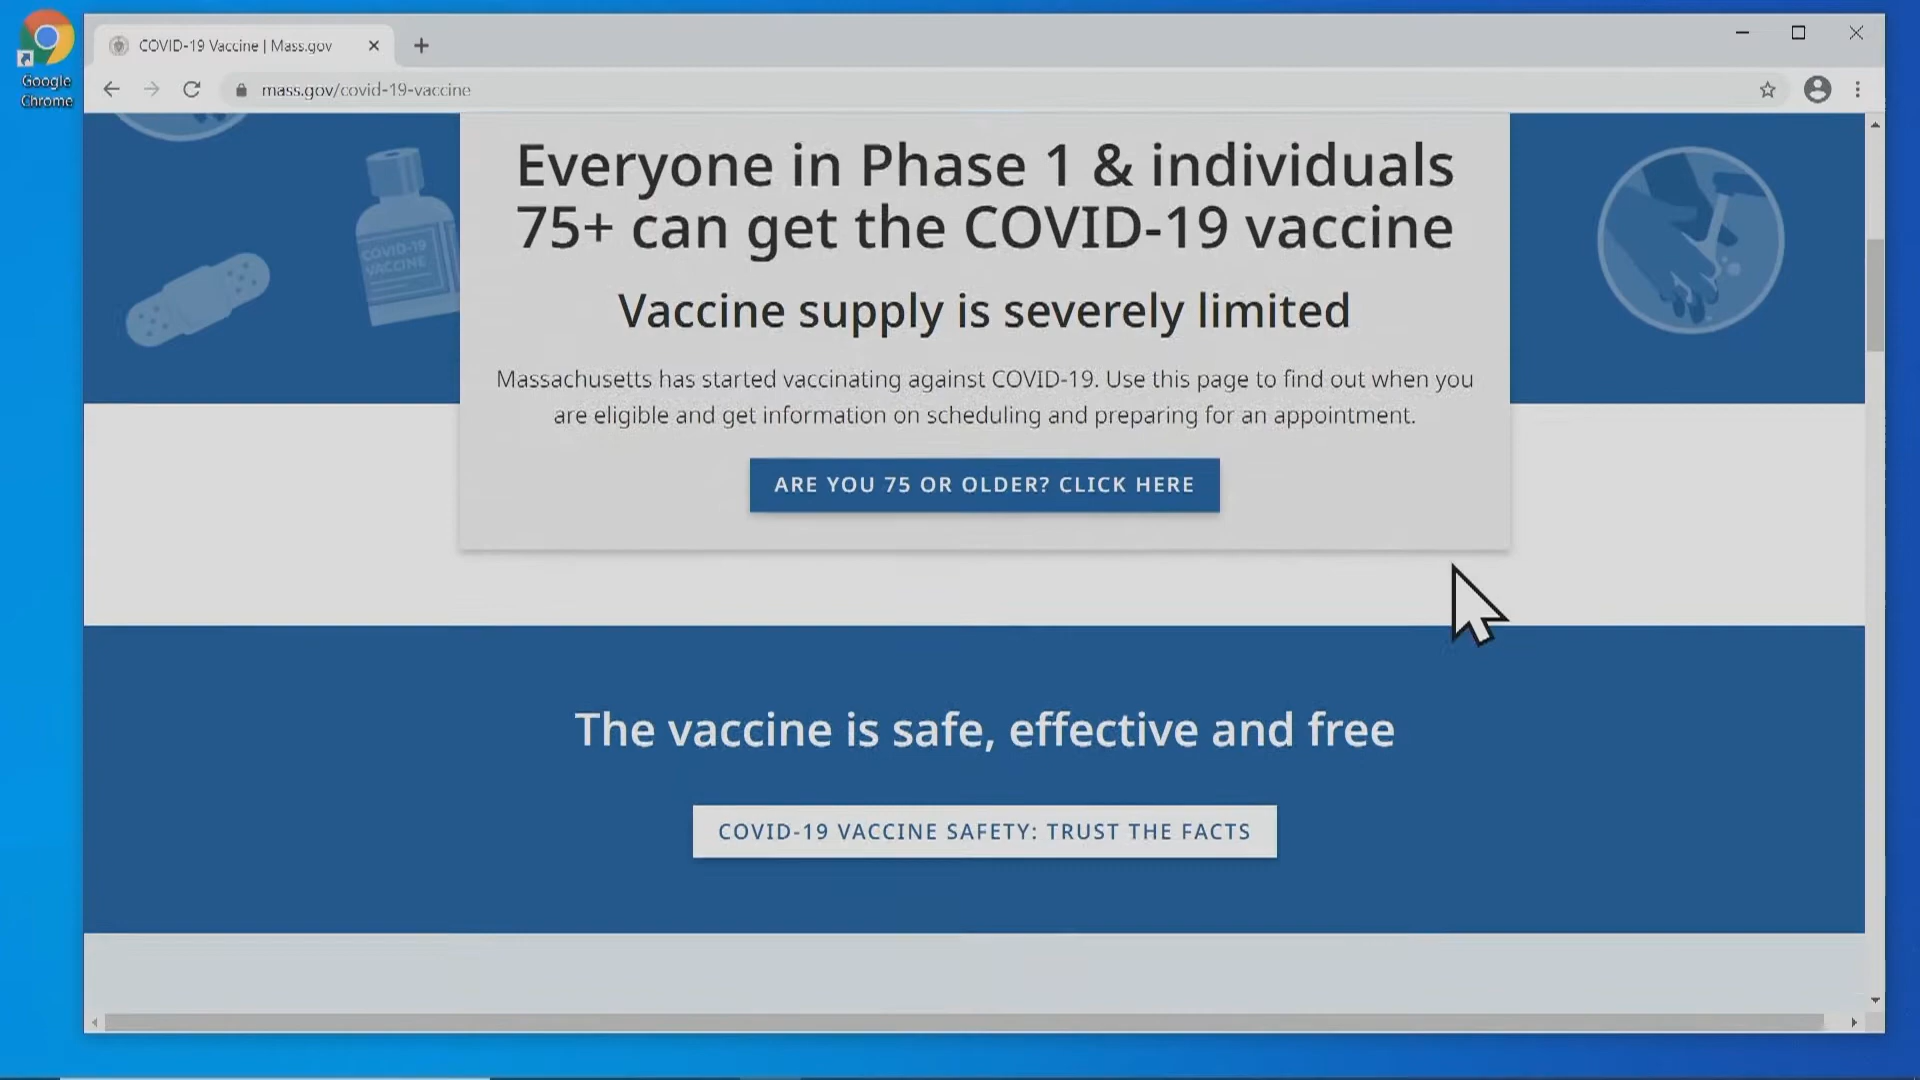 Google
Chrome
COVID-19 Vaccine | Mass.gov
mass.gov/covid-19-vaccine
COVID-19
VACCINE
Everyone in Phase 1 & individuals
75+ can get the COVID-19 vaccine
Vaccine supply is severely limited
Massachusetts has started vaccinating against COVID-19. Use this page to find out when you
are eligible and get information on scheduling and preparing for an appointment.
ARE YOU 75 OR OLDER? CLICK HERE
The vaccine is safe, effective and free
COVID-19 VACCINE SAFETY: TRUST THE FACTS